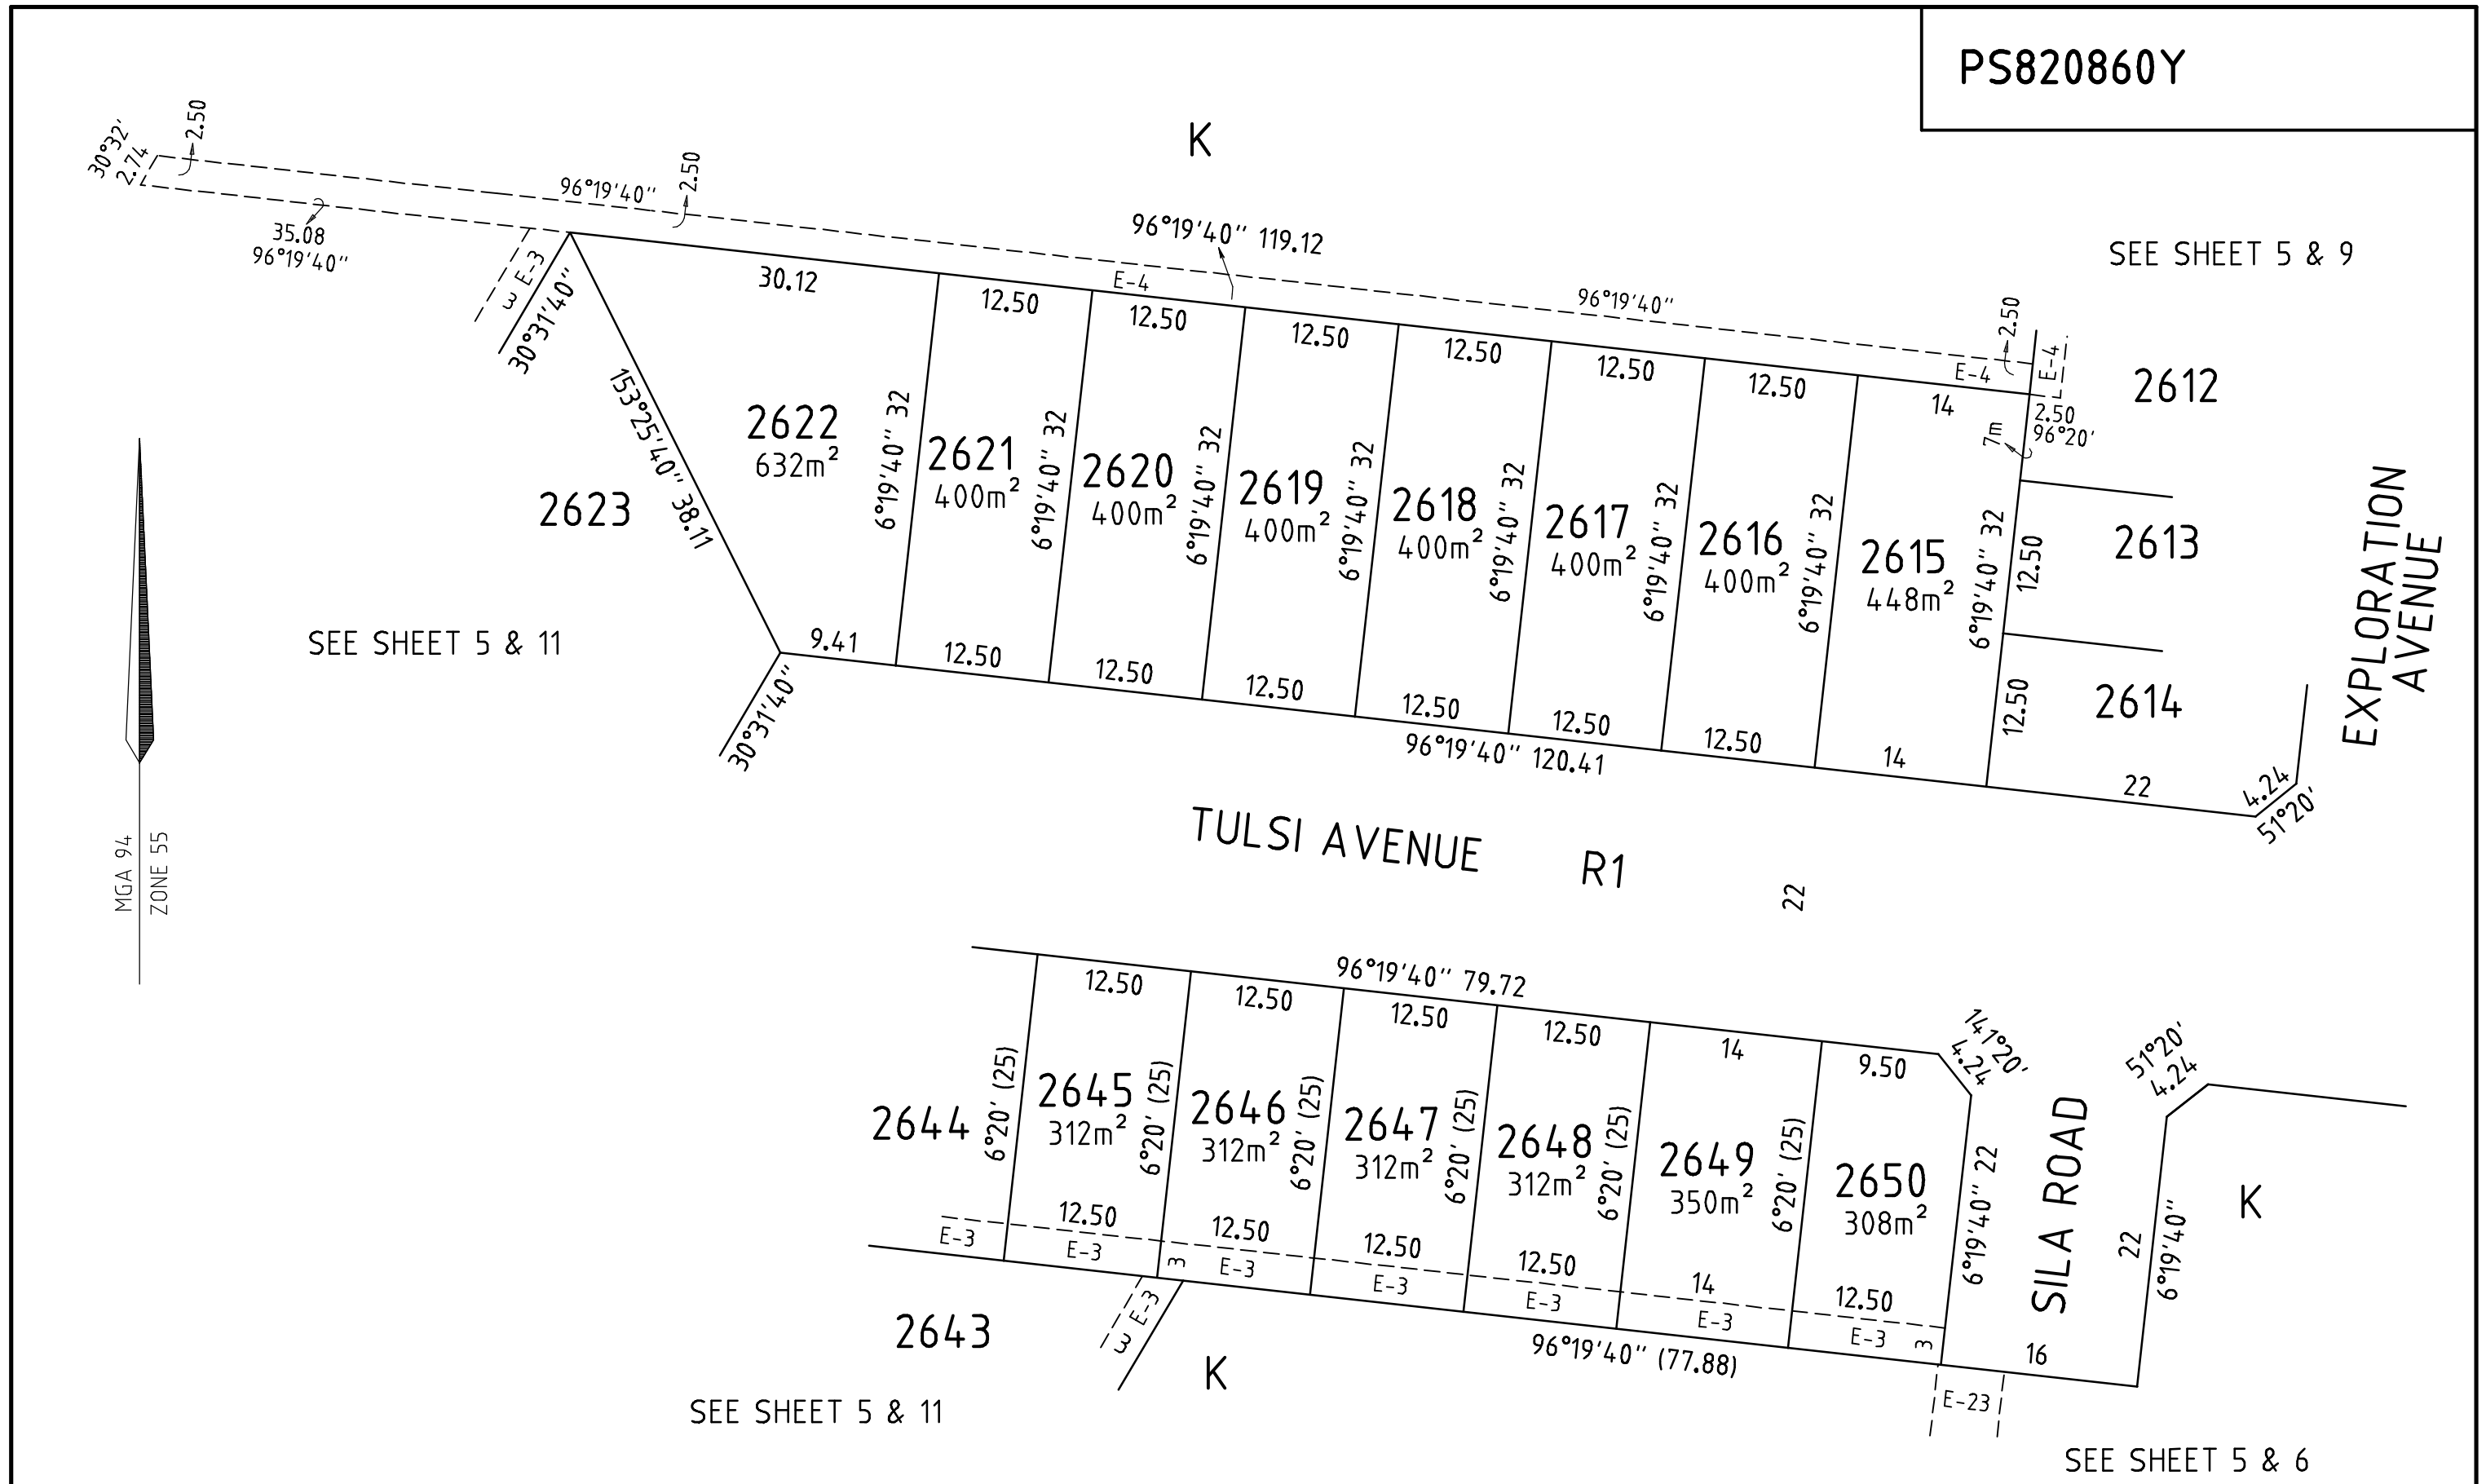 PS820860Y
K
2.50
30°32'
2.74
2.50
96°19'40''
35.08
96°19'40''
3 E-3
30°31'40''
96°19'40'' 119.12
E-4
96°19'40''
SEE SHEET 5 & 9
2.50
E-4
E-4
2.50
96°20'
7m
30.12
12.50
12.50
12.50
12.50
12.50
12.50
14
153°25'40'' 38.11
2622
632m²
6°19'40'' 32
2621
400m²
6°19'40'' 32
2620
400m²
6°19'40'' 32
2619
400m²
6°19'40'' 32
2618
400m²
6°19'40'' 32
2617
400m²
6°19'40'' 32
2616
400m²
6°19'40'' 32
2615
448m²
6°19'40'' 32
2612
2613
12.50
2614
12.50
EXPLORATION
AVENUE
2623
SEE SHEET 5 & 11
MGA 94
ZONE 55
30°31'40''
9.41
12.50
12.50
12.50
12.50
12.50
12.50
14
22
4.24
51°20'
96°19'40'' 120.41
TULSI AVENUE
R1
22
96°19'40'' 79.72
12.50
12.50
12.50
12.50
14
9.50
141°20'
4.24
51°20'
4.24
2644
6°20' (25)
2645
312m²
6°20' (25)
2646
312m²
6°20' (25)
2647
312m²
6°20' (25)
2648
312m²
6°20' (25)
2649
350m²
6°20' (25)
2650
308m²
6°19'40'' 22
SILA ROAD
22
6°19'40''
K
12.50
12.50
12.50
12.50
14
12.50
E-3
E-3
3
E-3
E-3
E-3
E-3
E-3
3
16
2643
3 E-3
K
96°19'40'' (77.88)
E-23
SEE SHEET 5 & 11
SEE SHEET 5 & 6